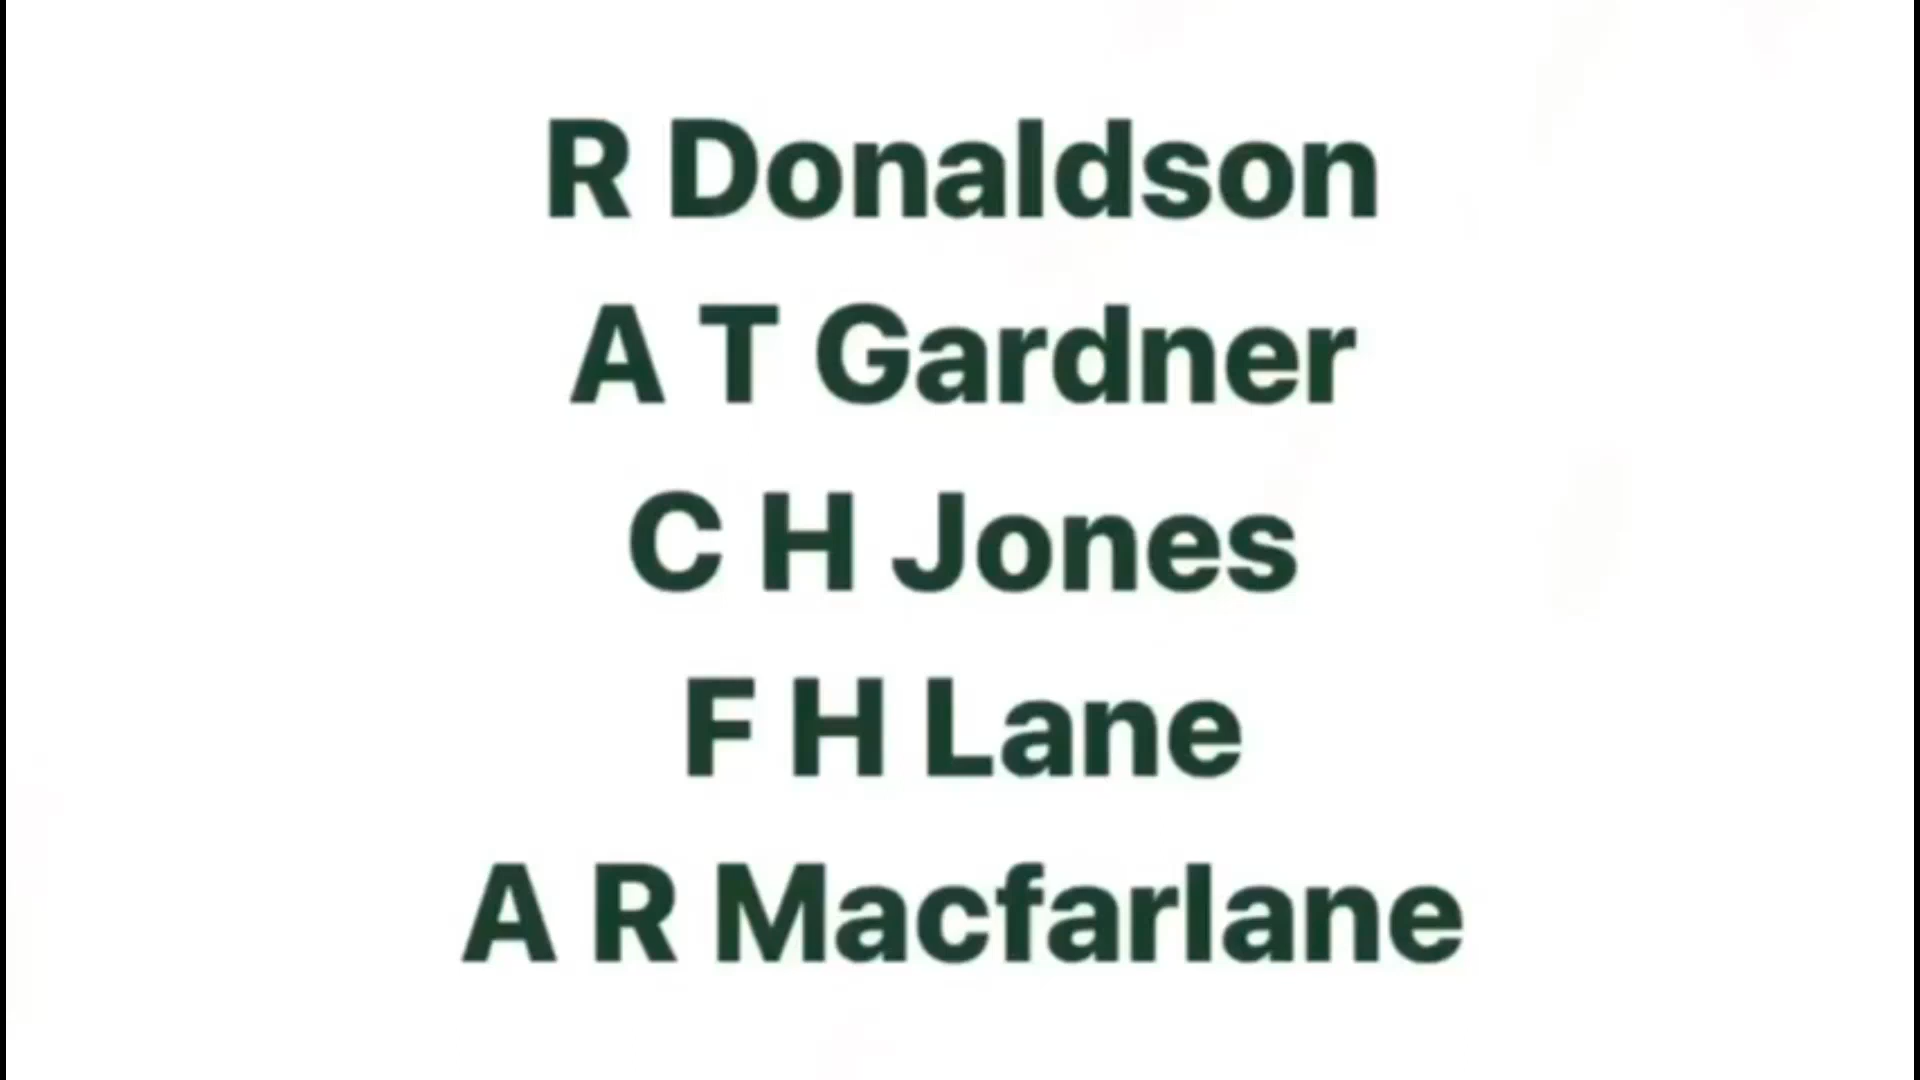 R Donaldson
A T Gardner
C H Jones
F H Lane
A R Macfarlane